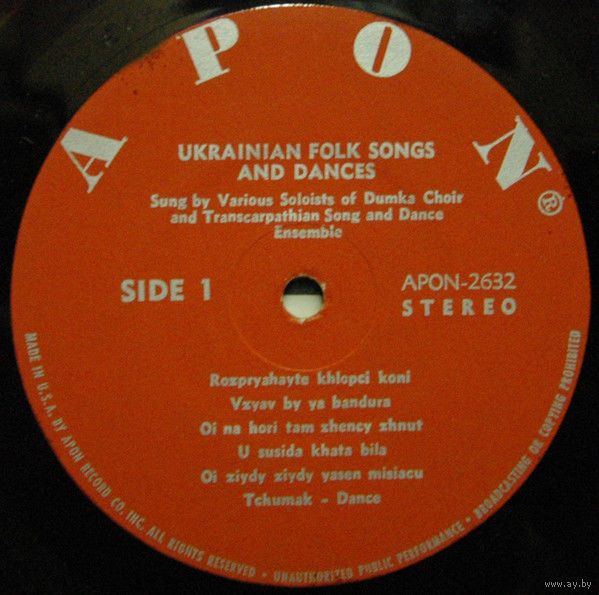 APON®
UKRAINIAN FOLK SONGS
AND DANCES
Sung by Various Soloists of Dumka Choir
and Transcarpathian Song and Dance
Ensemble
SIDE 1
APON-2632
STEREO
Rozpryahayte khlopci koni
Vzyav by ya bandura
Oi na hori tam zhency zhnut
U susida khata bila
Oi ziydy ziydy yasen misiacu
Tchumak - Dance
MADE IN U.S.A. BY APON RECORD CO., INC. ALL RIGHTS RESERVED • UNAUTHORIZED PUBLIC PERFORMANCE • BROADCASTING OR COPYING PROHIBITED
www.ay.by